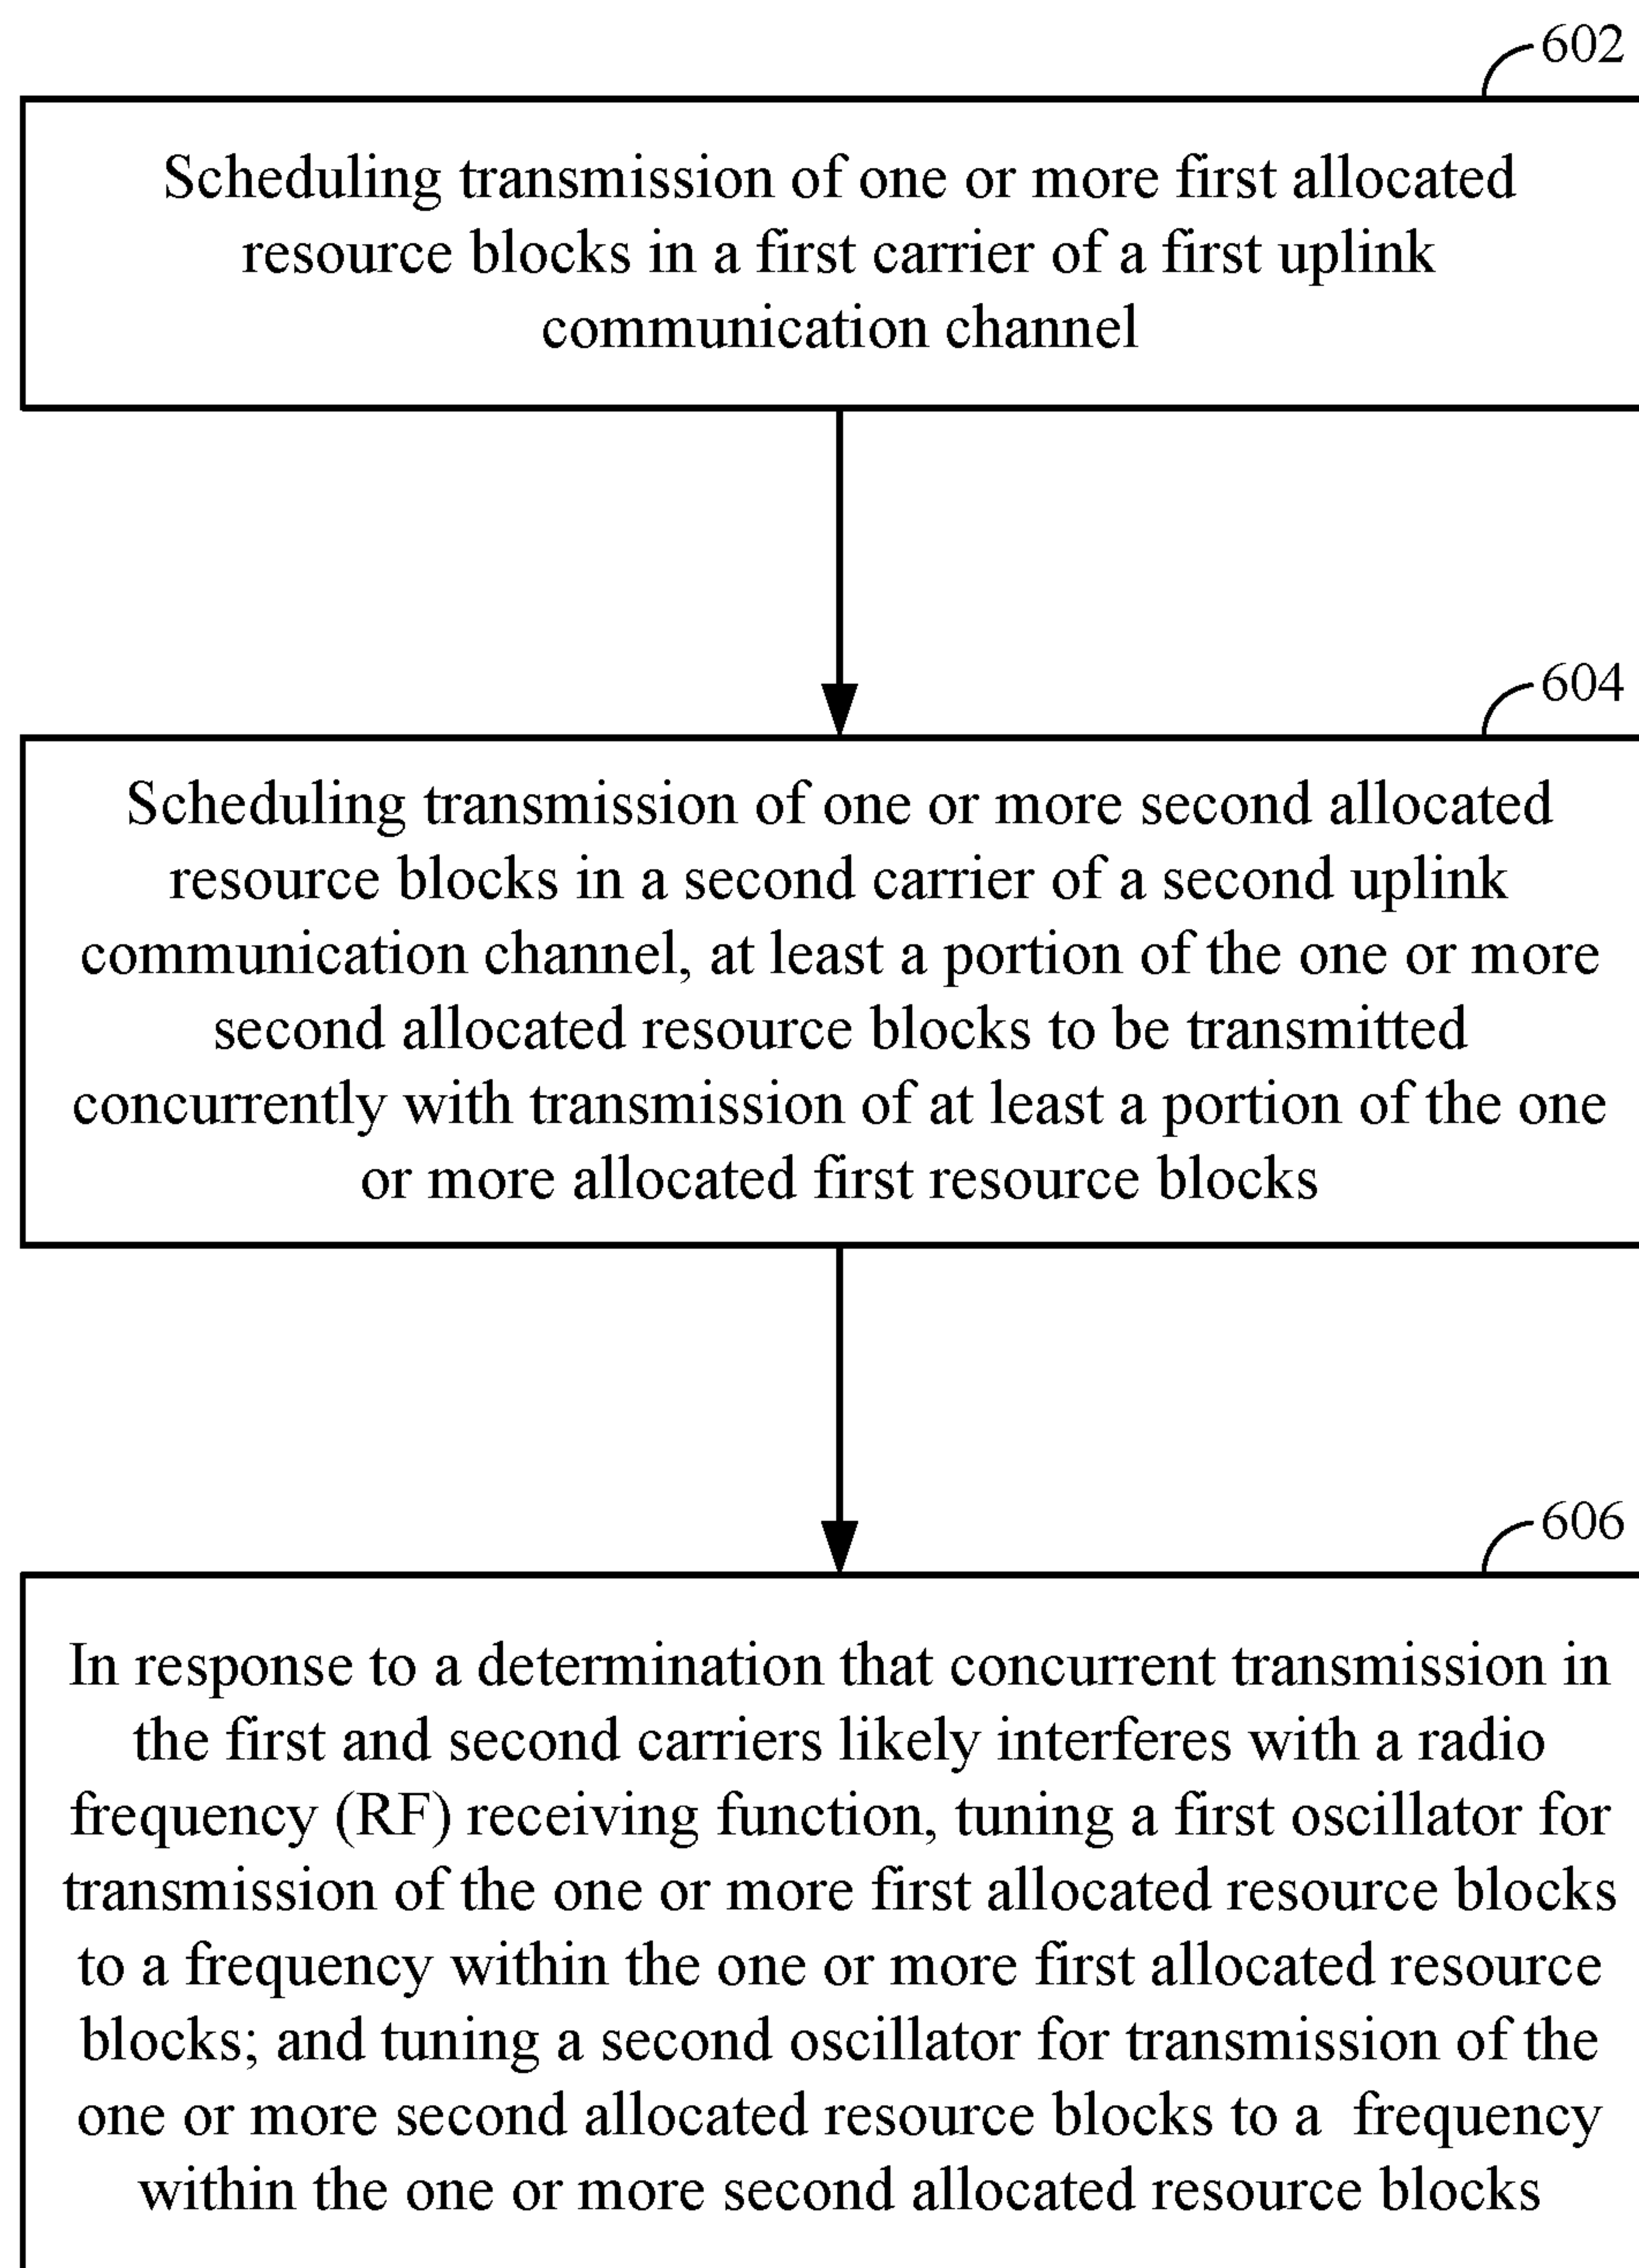 602
Scheduling transmission of one or more first allocated
resource blocks in a first carrier of a first uplink
communication channel
604
Scheduling transmission of one or more second allocated
resource blocks in a second carrier of a second uplink
communication channel, at least a portion of the one or more
second allocated resource blocks to be transmitted
concurrently with transmission of at least a portion of the one
or more allocated first resource blocks
606
In response to a determination that concurrent transmission in
the first and second carriers likely interferes with a radio
frequency (RF) receiving function, tuning a first oscillator for
transmission of the one or more first allocated resource blocks
to a frequency within the one or more first allocated resource
blocks; and tuning a second oscillator for transmission of the
one or more second allocated resource blocks to a  frequency
within the one or more second allocated resource blocks